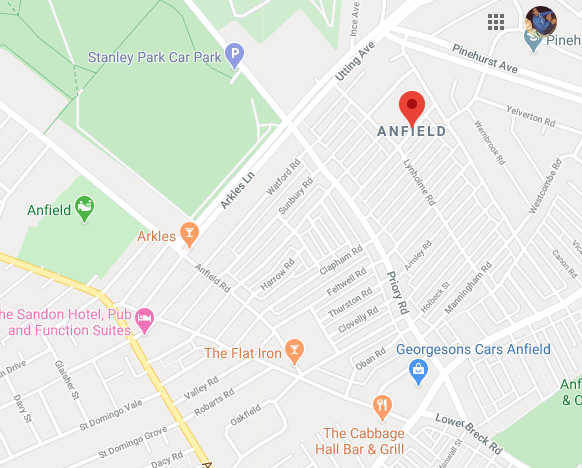 Ince Ave
Stanley Park Car Park
P
Utting Ave
Pinehurst Ave
Pineh
ANFIELD
Yelverton Rd
Wernbrook Rd
Arkles Ln
Watford Rd
Sunbury Rd
Lynholme Rd
Westcombe Rd
Anfield
Arkles
Anfield Rd
Harrow Rd
Clapham Rd
Feltwell Rd
Thurston Rd
Clovelly Rd
Armley Rd
Priory Rd
Holbeck St
Manningham Rd
Canon Rd
Vic
he Sandon Hotel, Pub
and Function Suites
The Flat Iron
Oban Rd
Georgesons Cars Anfield
Drive
Glaisher St
Davy St
Valley Rd
Robarts Rd
St Domingo Vale
Oakfield
St Domingo Grove
Dacy Rd
A
The Cabbage
Hall Bar & Grill
Lower Breck Rd
Anf
& C